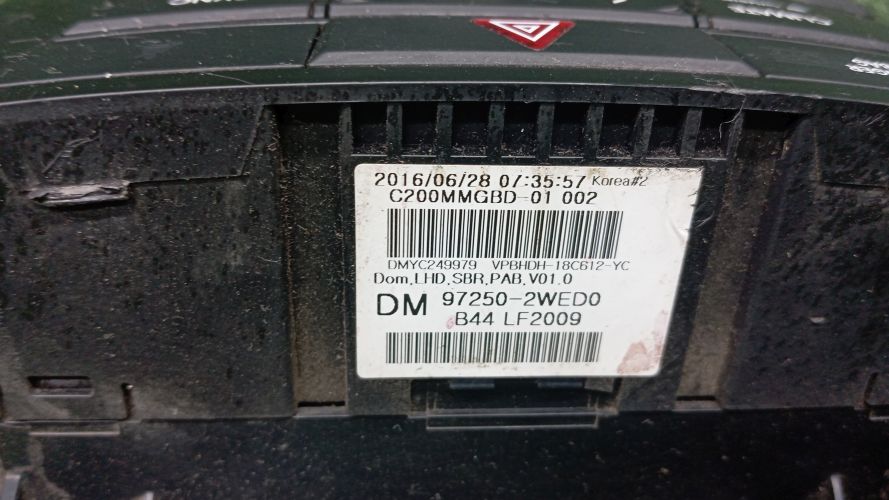 2016/06/28 07:35:57 Korea#2
C200MMGBD-01 002
DMYC249979 VPBHDH-18C612-YC
Dom,LHD,SBR,PAB,V01.0
DM 97250-2WED0
B44 LF2009